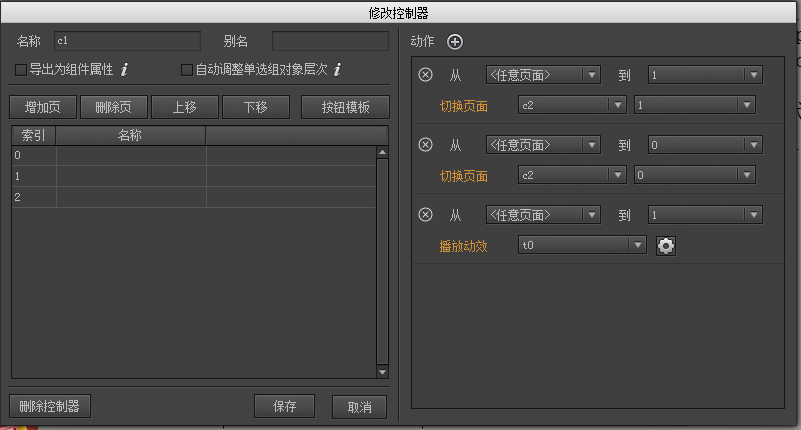 修改控制器
名称 c1 别名
导出为组件属性 i 自动调整单选组对象层次 i
增加页 删除页 上移 下移 按钮模板
索引 名称
0
1
2
删除控制器 保存 取消
动作
从 <任意页面> 到 1
切换页面 c2 1
从 <任意页面> 到 0
切换页面 c2 0
从 <任意页面> 到 1
播放动效 t0